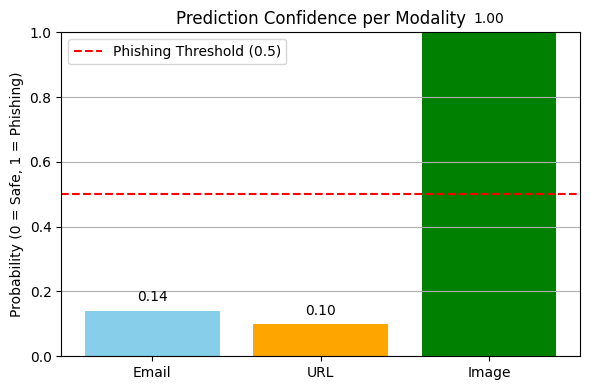 Prediction Confidence per Modality
1.00
Phishing Threshold (0.5)
Probability (0 = Safe, 1 = Phishing)
1.0
0.8
0.6
0.4
0.2
0.0
0.14
0.10
Email
URL
Image